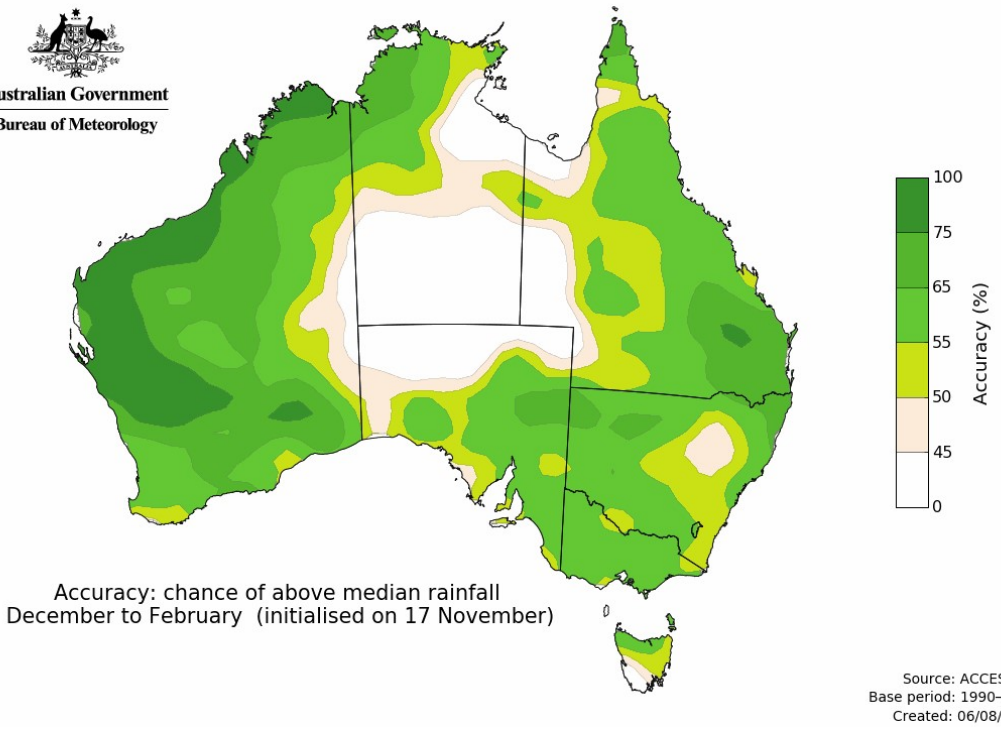 ustralian Government
Bureau of Meteorology
100
75
65
55
50
45
0
Accuracy (%)
Accuracy: chance of above median rainfall
December to February (initialised on 17 November)
Source: ACCES
Base period: 1990–
Created: 06/08/